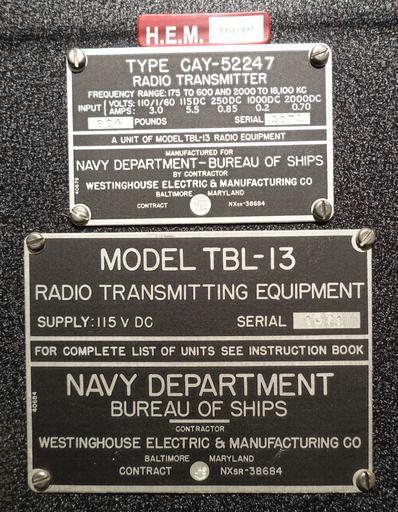 H.E.M.
TYPE CAY-52247
RADIO TRANSMITTER
FREQUENCY RANGE: 175 TO 600 AND 2000 TO 18,100 KC
INPUT VOLTS: 110/1/60 115DC 250DC 1000DC 2000DC
AMPS: 3.0 5.5 0.85 0.2 0.76
POUNDS SERIAL
A UNIT OF MODEL TBL-13 RADIO EQUIPMENT
MANUFACTURED FOR
NAVY DEPARTMENT-BUREAU OF SHIPS
BY CONTRACTOR
WESTINGHOUSE ELECTRIC & MANUFACTURING CO
BALTIMORE MARYLAND
CONTRACT NXSR-38684
40679
MODEL TBL-13
RADIO TRANSMITTING EQUIPMENT
SUPPLY: 115 V DC SERIAL
FOR COMPLETE LIST OF UNITS SEE INSTRUCTION BOOK
NAVY DEPARTMENT
BUREAU OF SHIPS
CONTRACTOR
WESTINGHOUSE ELECTRIC & MANUFACTURING CO
BALTIMORE MARYLAND
CONTRACT NXSR-38684
40684